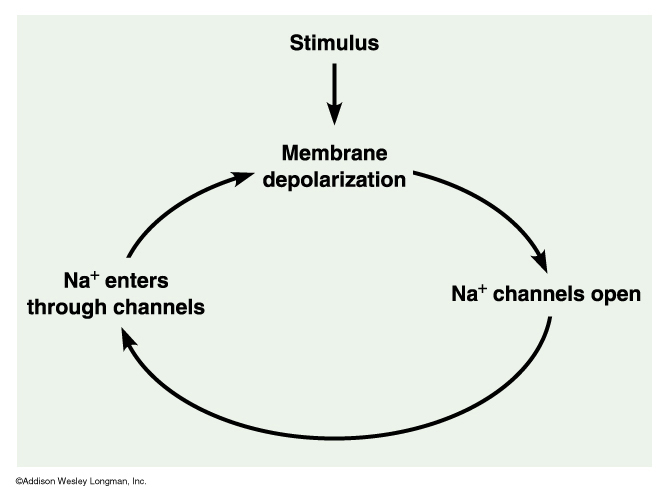 Stimulus
Membrane
depolarization
Na⁺ enters
through channels
Na⁺ channels open
©Addison Wesley Longman, Inc.